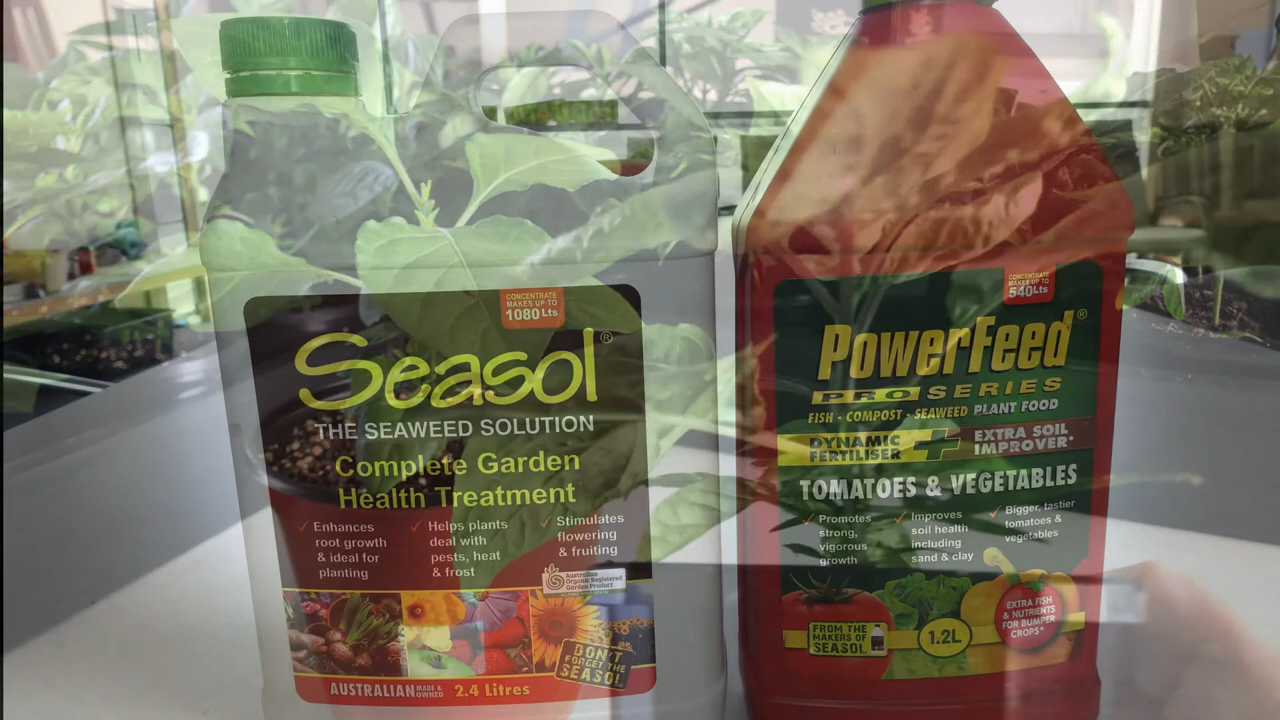 CONCENTRATE
MAKES UP TO
1080 Lts
Seasol®
THE SEAWEED SOLUTION
Complete Garden
Health Treatment
✓ Enhances
root growth
& ideal for
planting
✓ Helps plants
deal with
pests, heat
& frost
✓ Stimulates
flowering
& fruiting
Australian
Organic Registered
Garden Product
DON'T
FORGET THE
SEASOL
AUSTRALIAN MADE & OWNED 2.4 Litres
CONCENTRATE
MAKES UP TO
540Lts
POWERFEED®
PRO SERIES
FISH - COMPOST - SEAWEED PLANT FOOD
DYNAMIC
FERTILISER
+
EXTRA SOIL
IMPROVER*
TOMATOES & VEGETABLES
✓ Promotes
strong,
vigorous
growth
✓ Improves
soil health
including
sand & clay
✓ Bigger, tastier
tomatoes &
vegetables
FROM THE
MAKERS OF
SEASOL
1.2L
EXTRA FISH
& NUTRIENTS
FOR BUMPER
CROPS*